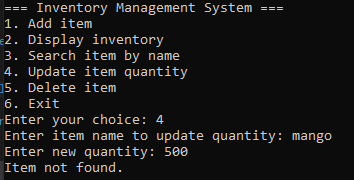 === Inventory Management System ===
1. Add item
2. Display inventory
3. Search item by name
4. Update item quantity
5. Delete item
6. Exit
Enter your choice: 4
Enter item name to update quantity: mango
Enter new quantity: 500
Item not found.